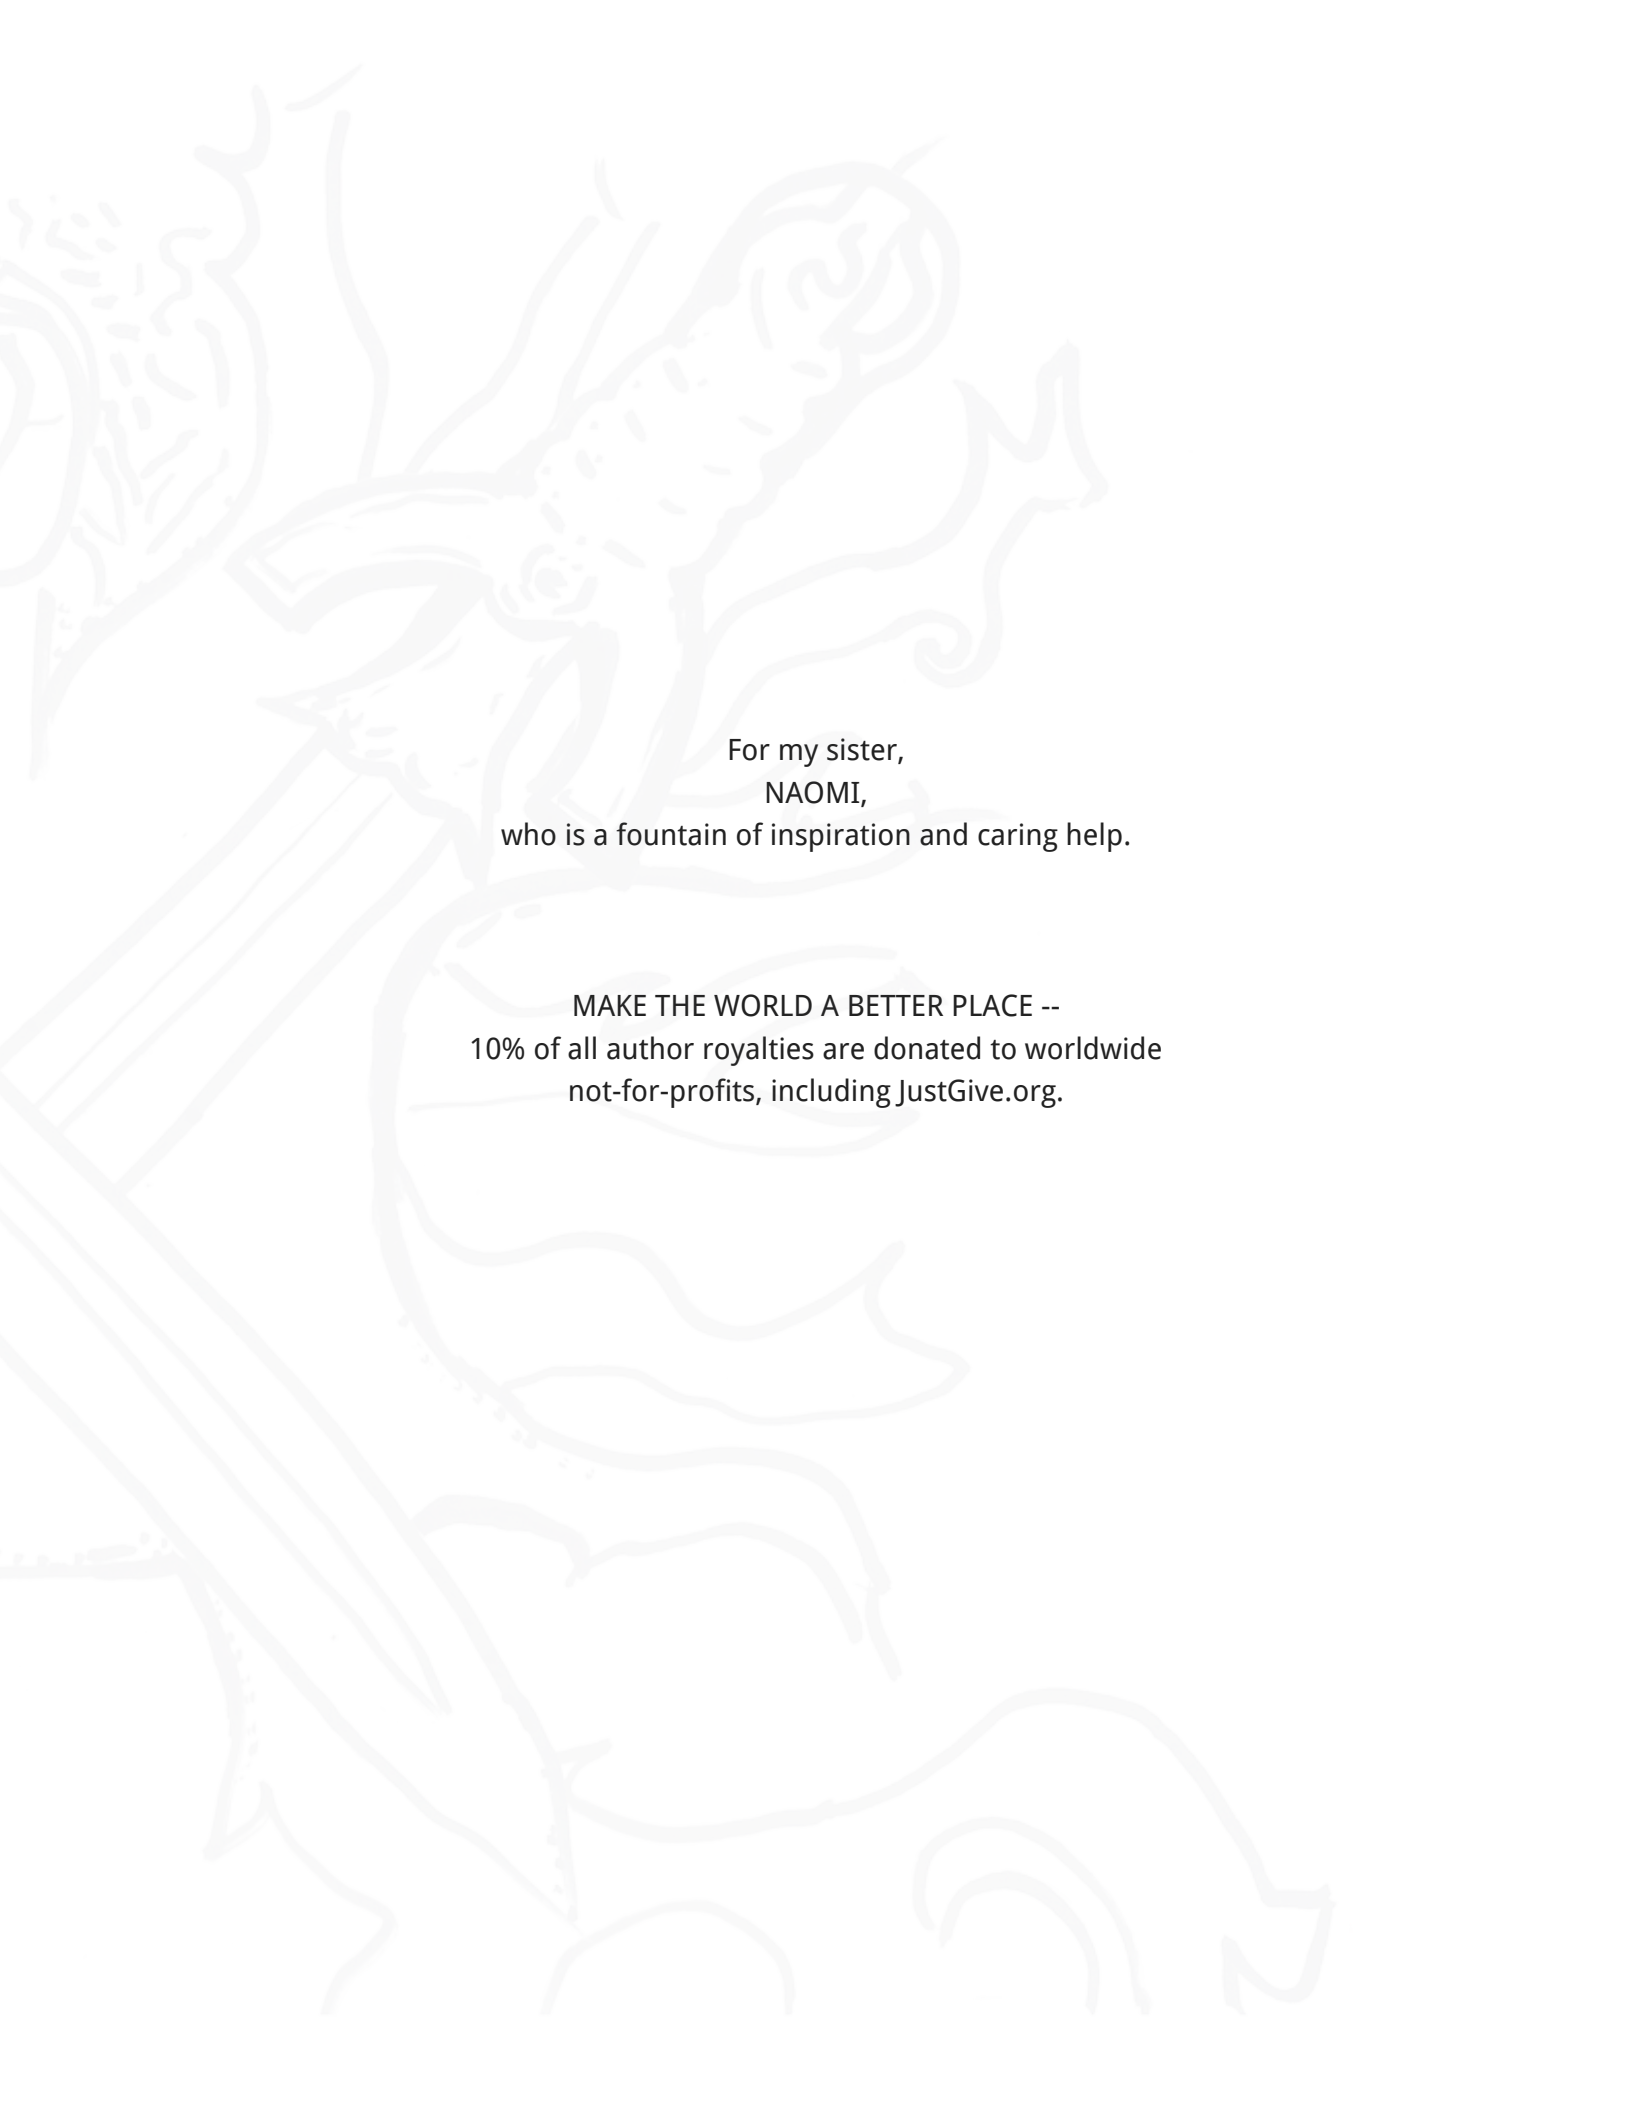 For my sister,
NAOMI,
who is a fountain of inspiration and caring help.
MAKE THE WORLD A BETTER PLACE --
10% of all author royalties are donated to worldwide
not-for-profits, including JustGive.org.